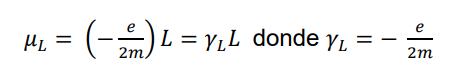 μ_L = (− e/2m) L = γ_L L donde γ_L = − e/2m